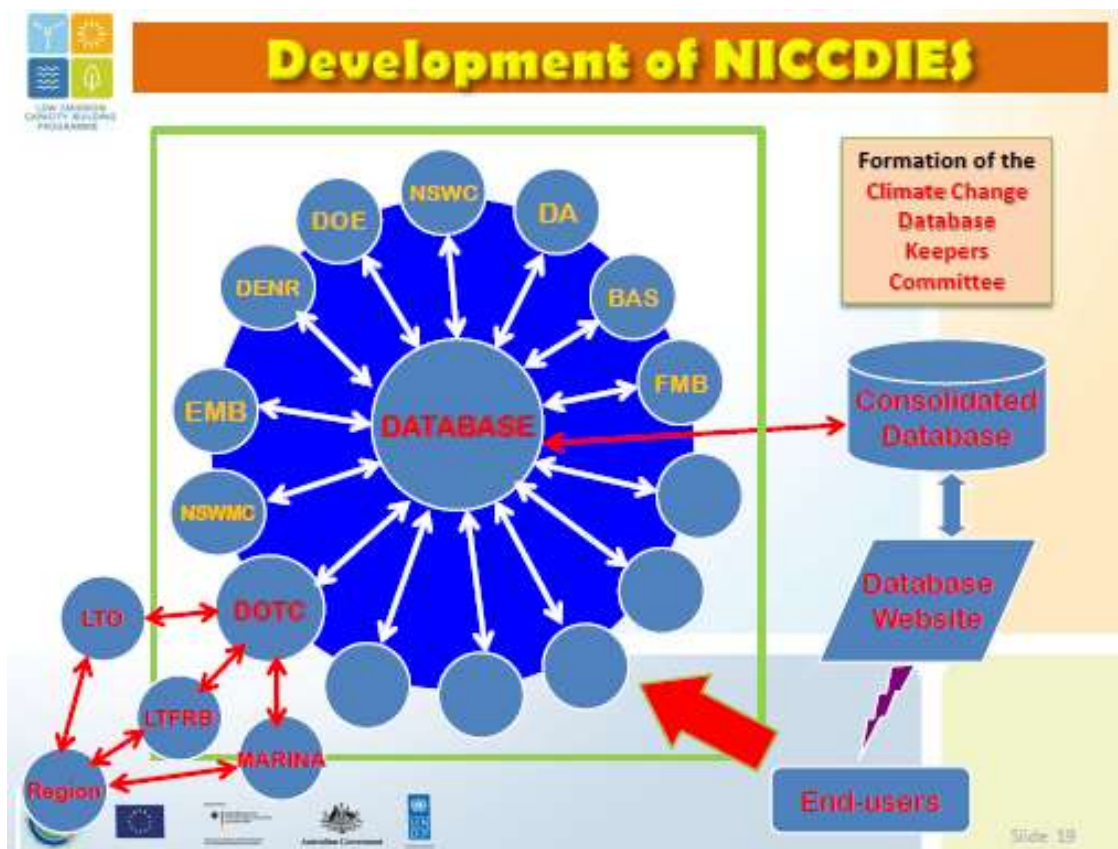 Development of NICCDIES
LOW EMISSION
CAPACITY BUILDING
PROGRAMME
Formation of the
Climate Change
Database
Keepers
Committee
NSWC
DOE
DA
DENR
BAS
EMB
FMB
DATABASE
NSWMC
DOTC
LTO
LTFRB
MARINA
Region
Consolidated
Database
Database
Website
End-users
Australian Government
UN
DP
Slide 19